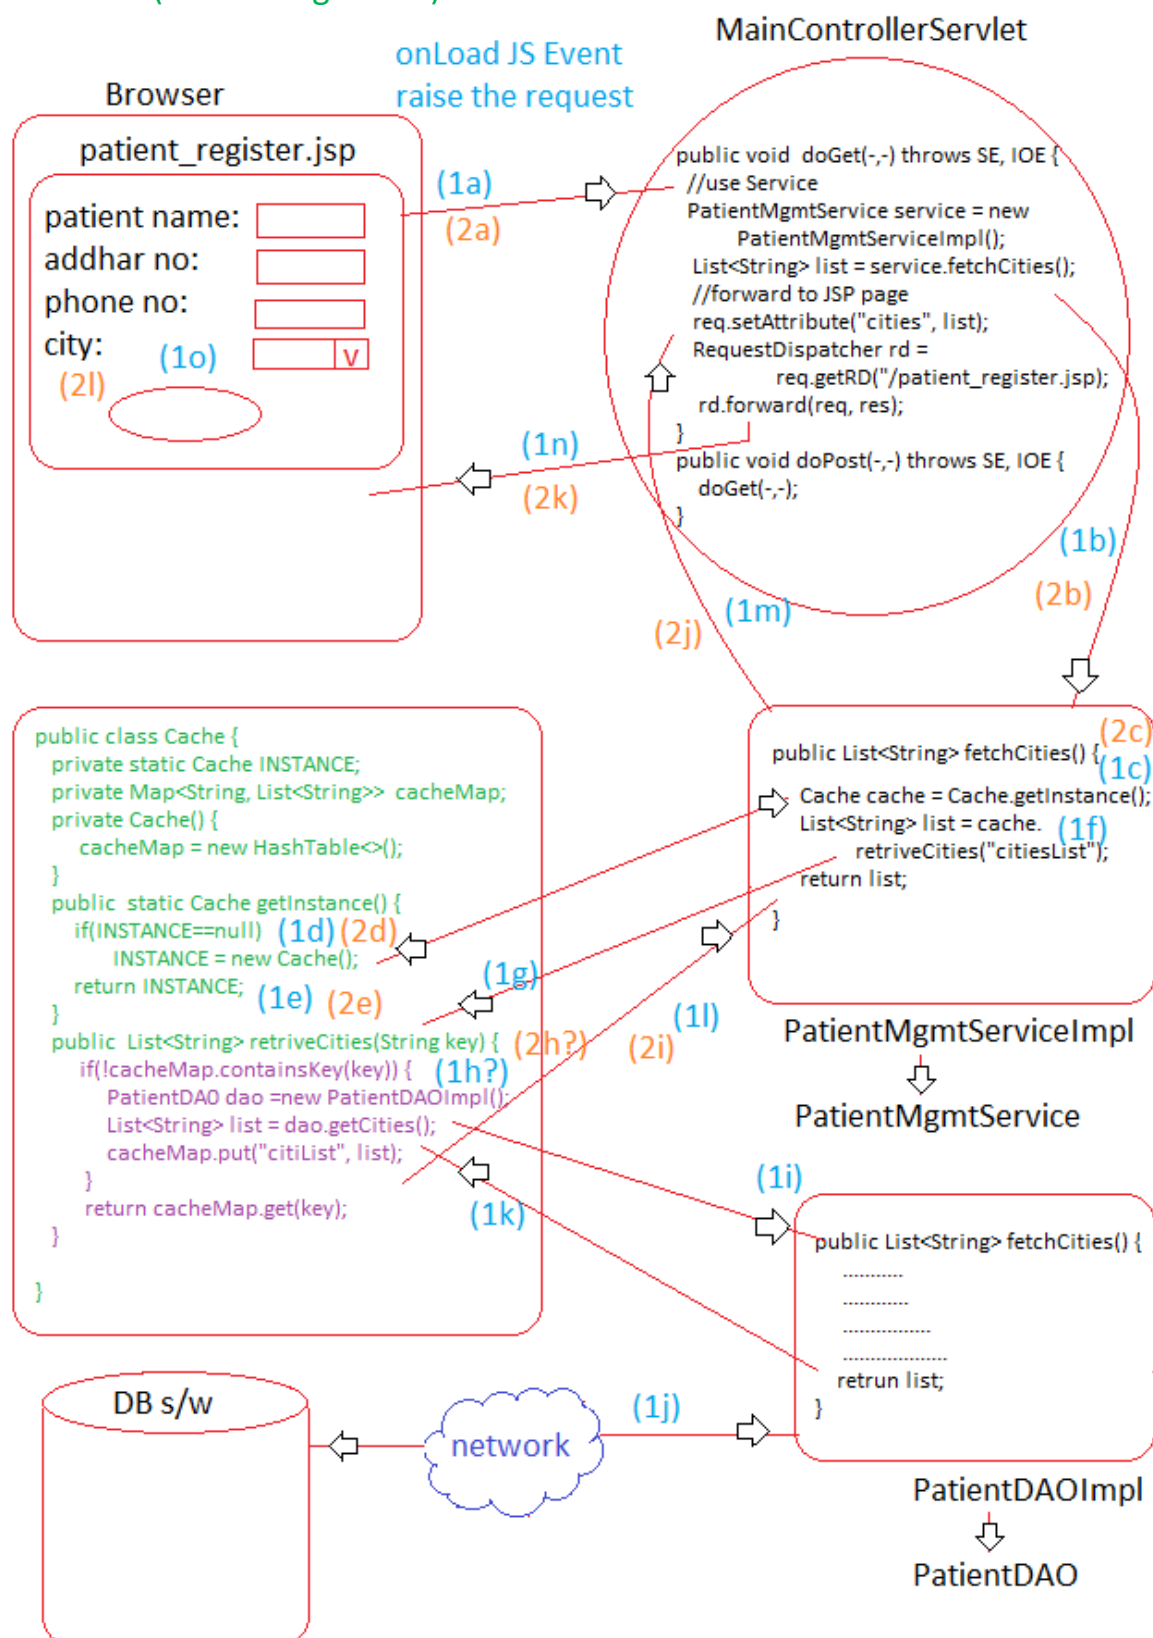 onLoad JS Event
raise the request
MainControllerServlet
Browser
patient_register.jsp
patient name:
addhar no:
phone no:
city:
v
(1o)
(2l)
(1a)
(2a)
public void  doGet(-,-) throws SE, IOE {
//use Service
PatientMgmtService service = new
PatientMgmtServiceImpl();
List<String> list = service.fetchCities();
//forward to JSP page
req.setAttribute("cities", list);
RequestDispatcher rd =
req.getRD("/patient_register.jsp);
rd.forward(req, res);
}
public void doPost(-,-) throws SE, IOE {
doGet(-,-);
}
(1n)
(2k)
(1b)
(2b)
(1m)
(2j)
public class Cache {
private static Cache INSTANCE;
private Map<String, List<String>>  cacheMap;
private Cache() {
cacheMap = new HashTable<>();
}
public  static Cache getInstance() {
if(INSTANCE==null) (1d) (2d)
INSTANCE = new Cache();
return INSTANCE; (1e) (2e)
}
public  List<String> retriveCities(String key) { (2h?)
if(!cacheMap.containsKey(key)) { (1h?)
PatientDAO dao =new PatientDAOImpl();
List<String> list = dao.getCities();
cacheMap.put("citiList", list);
}
return cacheMap.get(key);
}
}
(1g)
(1l)
(2i)
(1k)
(2c)
public List<String> fetchCities() {
(1c)
Cache cache = Cache.getInstance();
List<String> list = cache. (1f)
retriveCities("citiesList");
return list;
}
PatientMgmtServiceImpl
PatientMgmtService
(1i)
public List<String> fetchCities() {
............
.............
.................
.....................
retrun list;
}
PatientDAOImpl
PatientDAO
DB s/w
network
(1j)